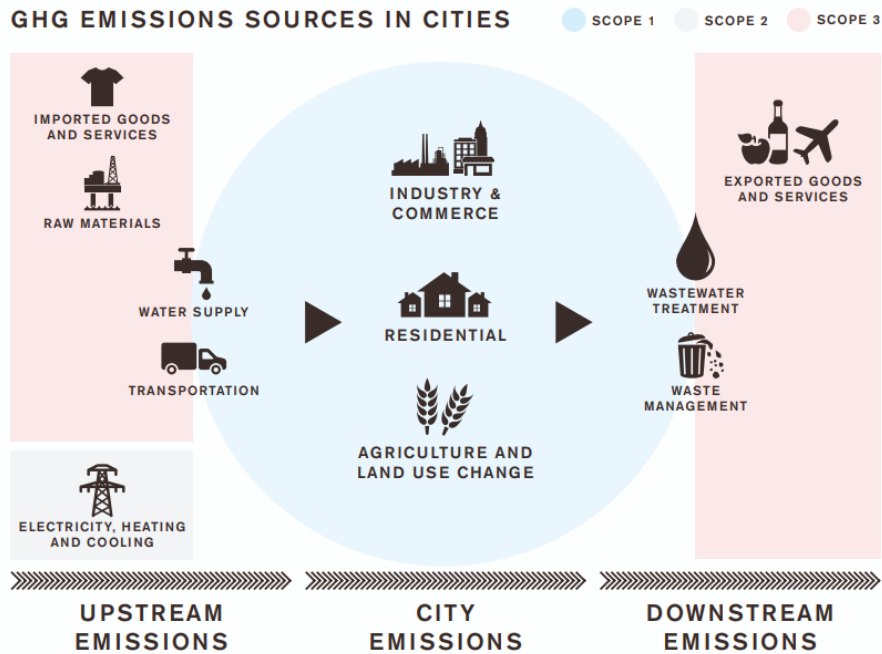 GHG EMISSIONS SOURCES IN CITIES
SCOPE 1
SCOPE 2
SCOPE 3
IMPORTED GOODS
AND SERVICES
RAW MATERIALS
WATER SUPPLY
TRANSPORTATION
ELECTRICITY, HEATING
AND COOLING
INDUSTRY &
COMMERCE
RESIDENTIAL
AGRICULTURE AND
LAND USE CHANGE
EXPORTED GOODS
AND SERVICES
WASTEWATER
TREATMENT
WASTE
MANAGEMENT
UPSTREAM
EMISSIONS
CITY
EMISSIONS
DOWNSTREAM
EMISSIONS